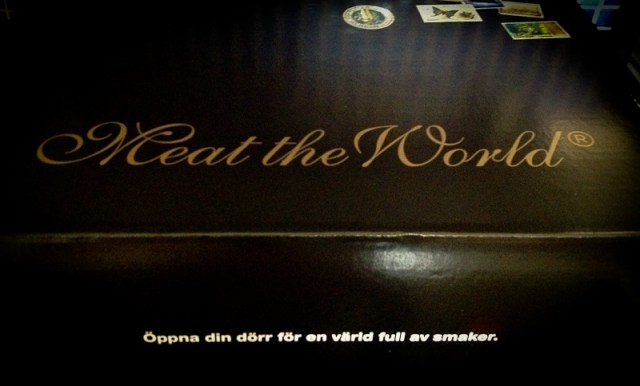 Meat the World®
Öppna din dörr för en värld full av smaker.